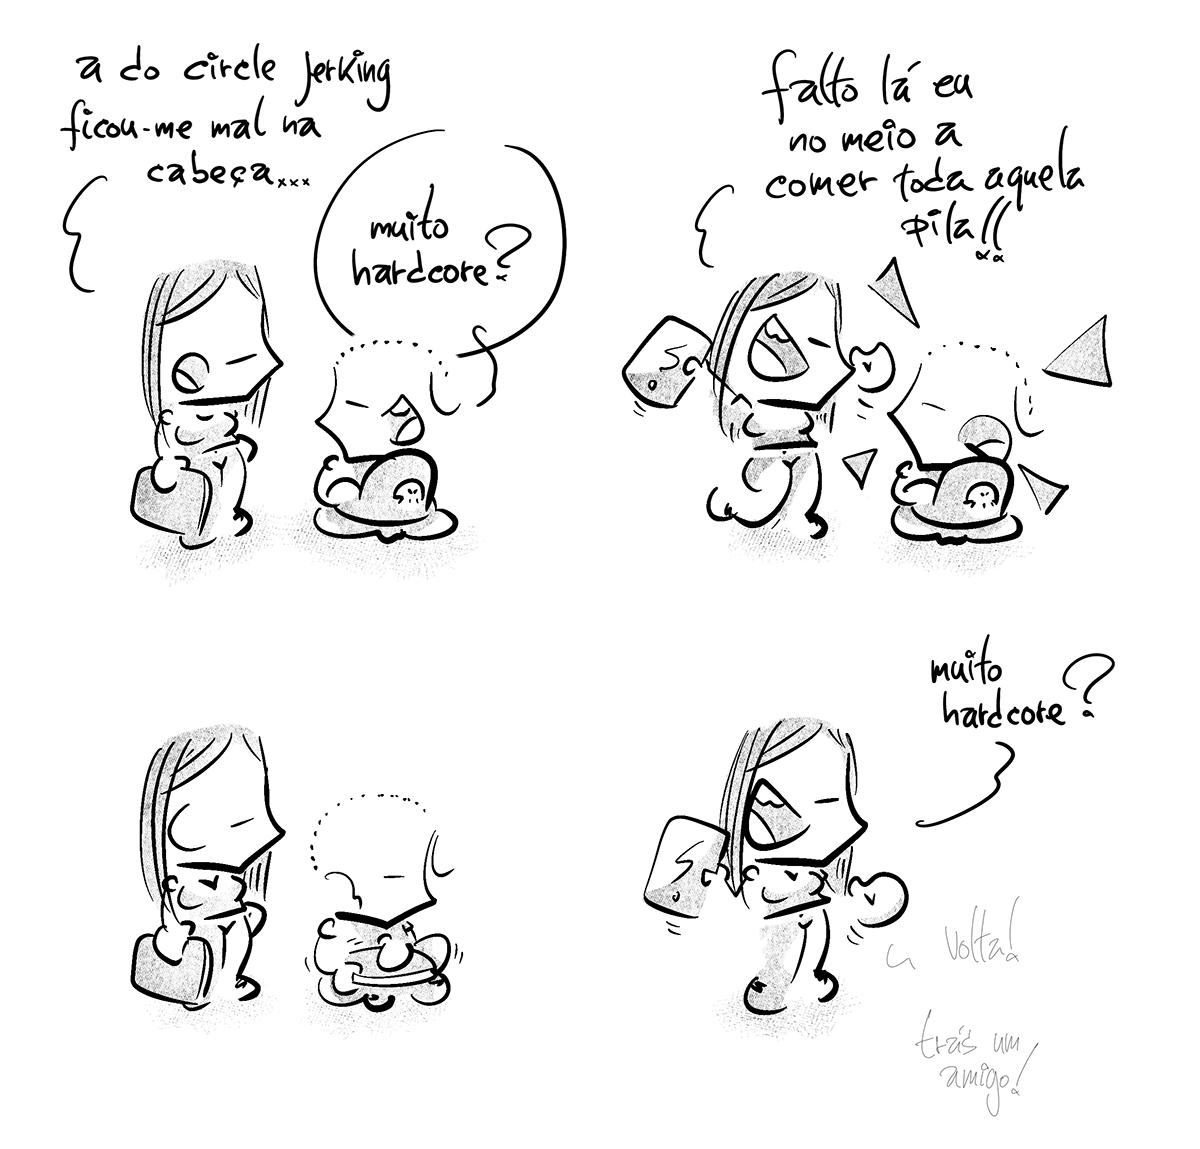 a do circle jerking
ficou-me mal na
cabeça...
muito
hardcore?
falto lá eu
no meio a
comer toda aquela
pila!!
S
S
muito
hardcore?
volta!
trás um
amigo!